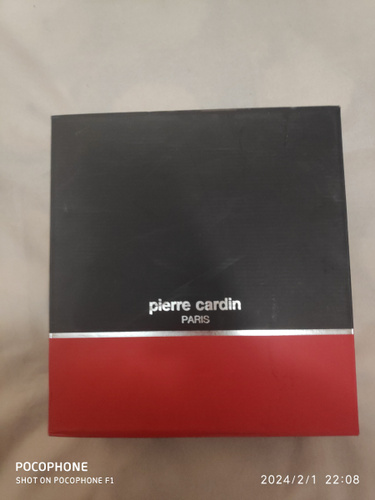 pierre cardin
PARIS
POCOPHONE
SHOT ON POCOPHONE F1
2024/2/1 22:08